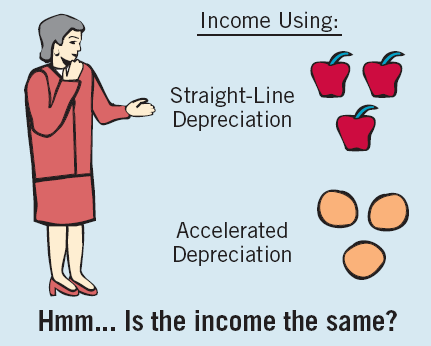 Income Using:
Straight-Line
Depreciation
Accelerated
Depreciation
Hmm... Is the income the same?